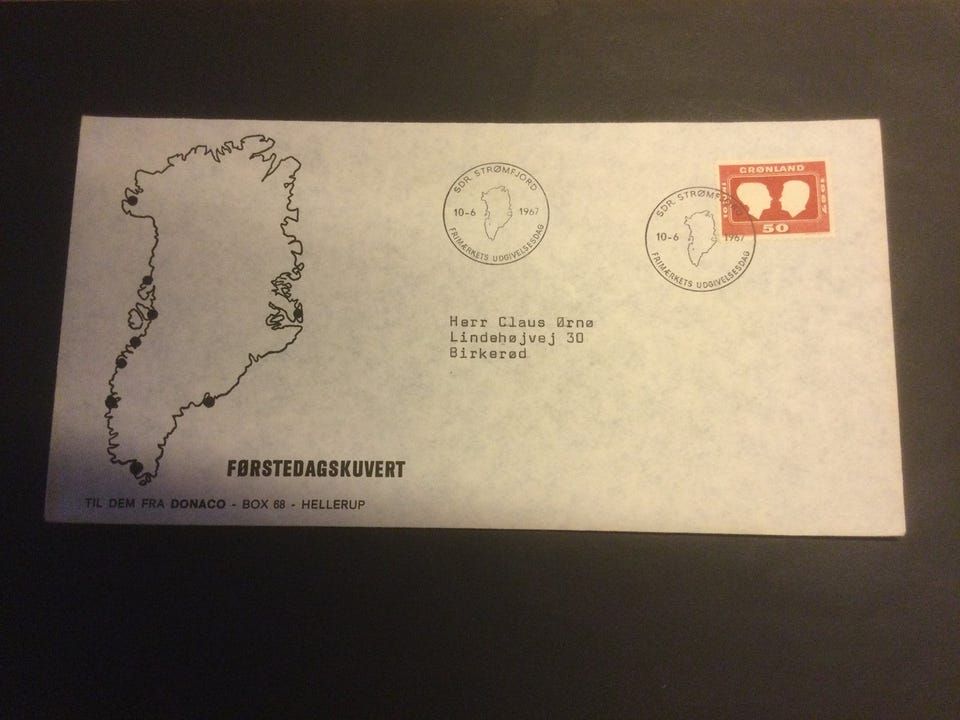 SDR. STRØMFJORD
10-6 1967
FRIMÆRKETS UDGIVELSESDAG
SDR. STRØMFJORD
10-6 1967
FRIMÆRKETS UDGIVELSESDAG
GRØNLAND
1967
50
Herr Claus Ørnø
Lindehøjvej 30
Birkerød
FØRSTEDAGSKUVERT
TIL DEM FRA DONACO - BOX 68 - HELLERUP